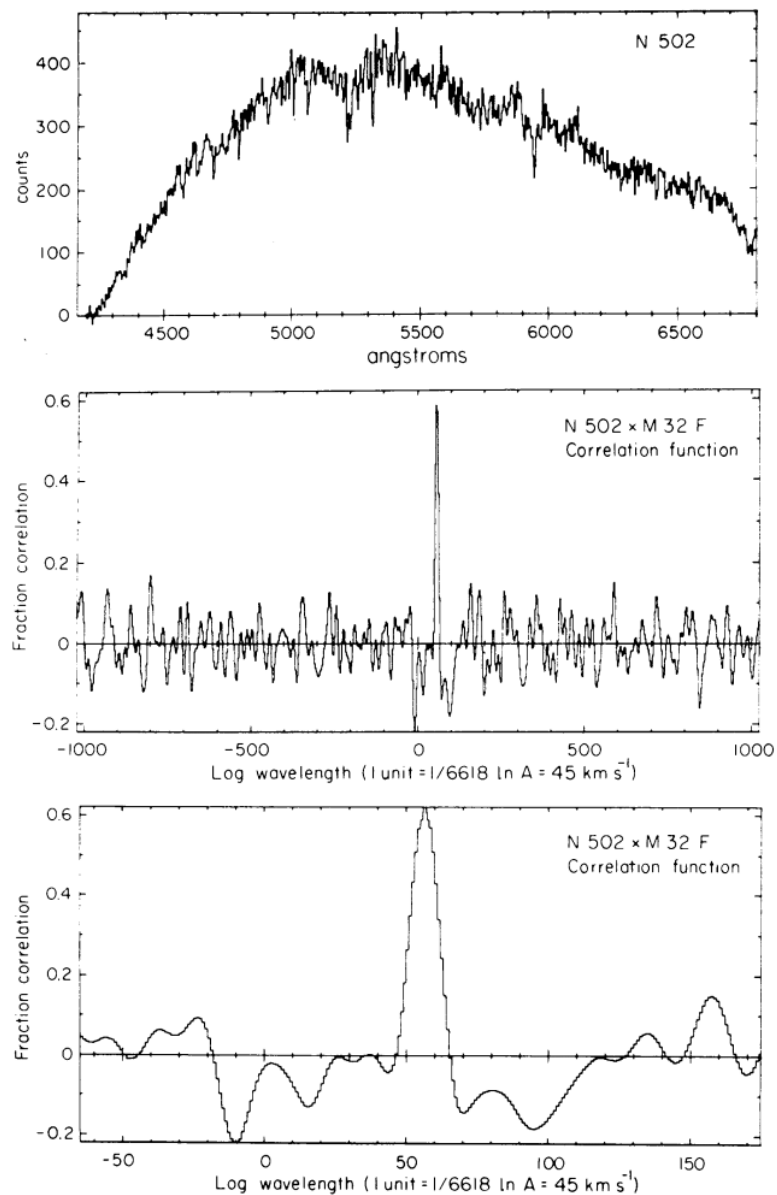 N 502
400
300
200
100
0
counts
4500 5000 5500 6000 6500
angstroms
0.6
0.4
0.2
0
-0.2
Fraction correlation
N 502 × M 32 F
Correlation function
-1000 -500 0 500 1000
Log wavelength (1 unit = 1/6618 ln A = 45 km s⁻¹)
0.6
0.4
0.2
0
-0.2
Fraction correlation
N 502 × M 32 F
Correlation function
-50 0 50 100 150
Log wavelength (1 unit = 1/6618 ln A = 45 km s⁻¹)